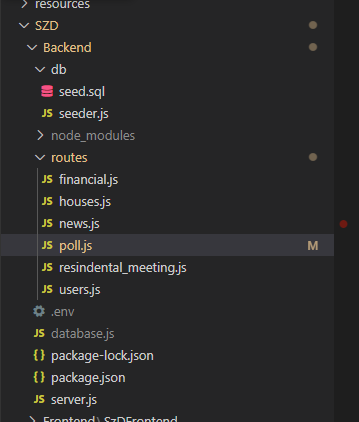 resources
SZD
Backend
db
seed.sql
JS seeder.js
node_modules
routes
JS financial.js
JS houses.js
JS news.js
JS poll.js M
JS resindental_meeting.js
JS users.js
.env
JS database.js
{} package-lock.json
{} package.json
JS server.js
Frontend\SzDFrontend